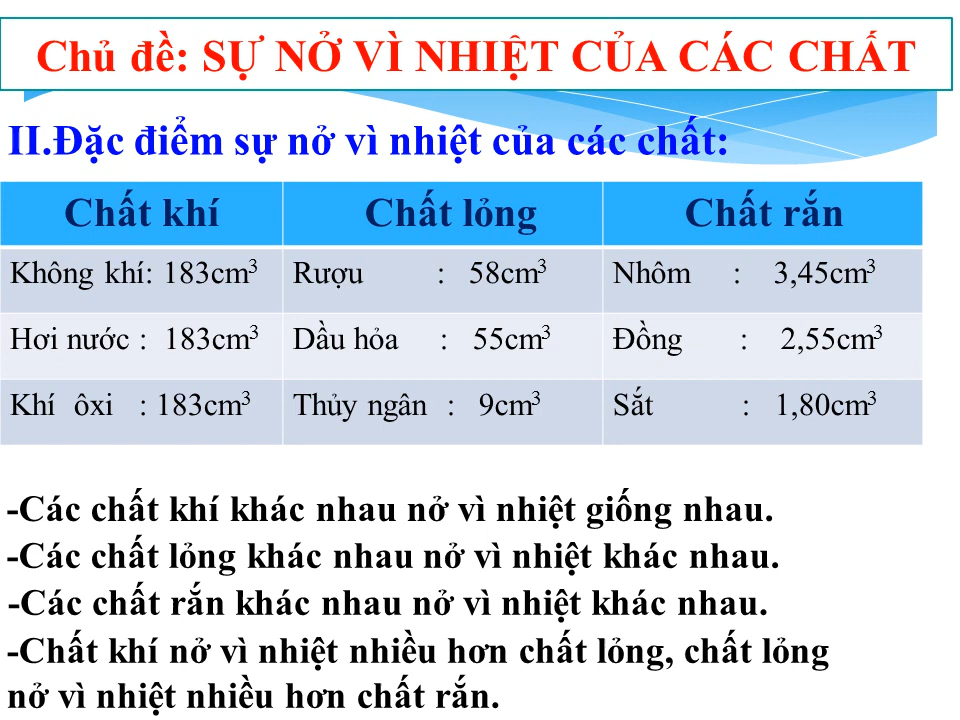 Chủ đề: SỰ NỞ VÌ NHIỆT CỦA CÁC CHẤT
II.Đặc điểm sự nở vì nhiệt của các chất:
Chất khí Chất lỏng Chất rắn
Không khí: 183cm³ Rượu : 58cm³ Nhôm : 3,45cm³
Hơi nước : 183cm³ Dầu hỏa : 55cm³ Đồng : 2,55cm³
Khí ôxi : 183cm³ Thủy ngân : 9cm³ Sắt : 1,80cm³
-Các chất khí khác nhau nở vì nhiệt giống nhau.
-Các chất lỏng khác nhau nở vì nhiệt khác nhau.
-Các chất rắn khác nhau nở vì nhiệt khác nhau.
-Chất khí nở vì nhiệt nhiều hơn chất lỏng, chất lỏng
nở vì nhiệt nhiều hơn chất rắn.